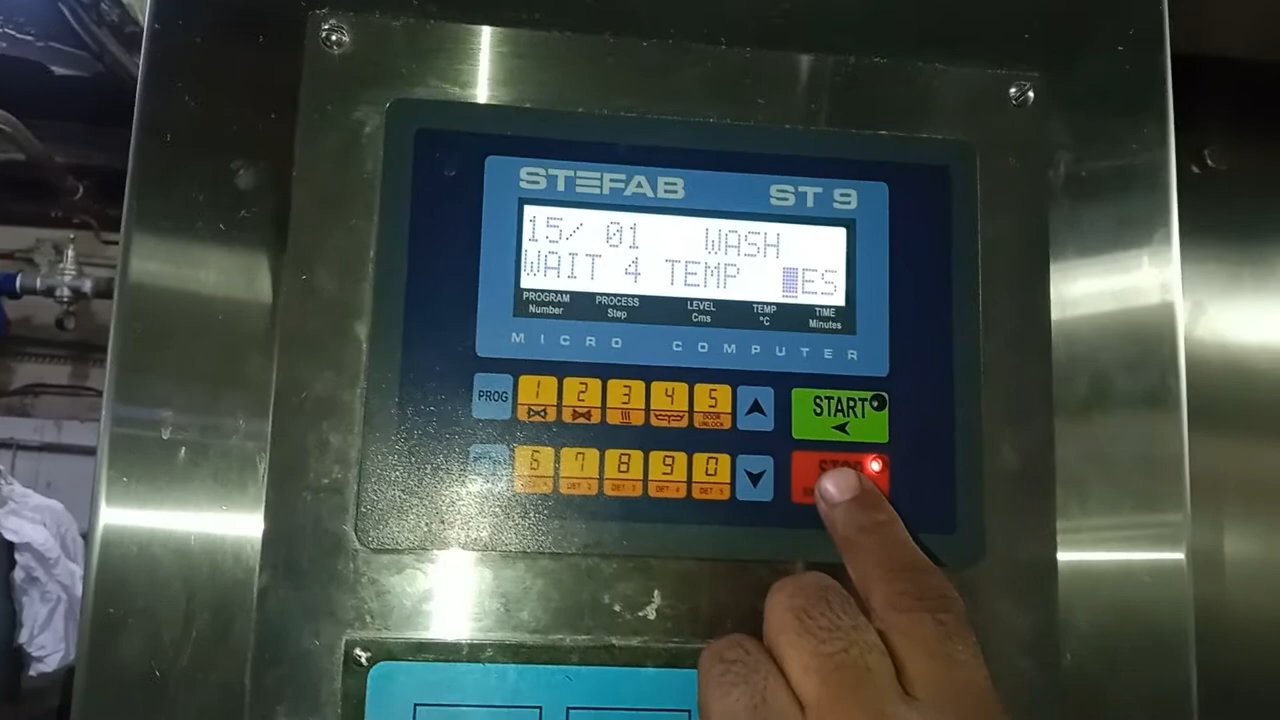 STEFAB ST 9
15/ 01 WASH
WAIT 4 TEMP ES
PROGRAM Number PROCESS Step LEVEL Cms TEMP °C TIME Minutes
MICRO COMPUTER
PROG 1 2 3 4 5 START
DOOR UNLOCK
6 7 8 9 0
DET 2 DET 3 DET 4 DET 5